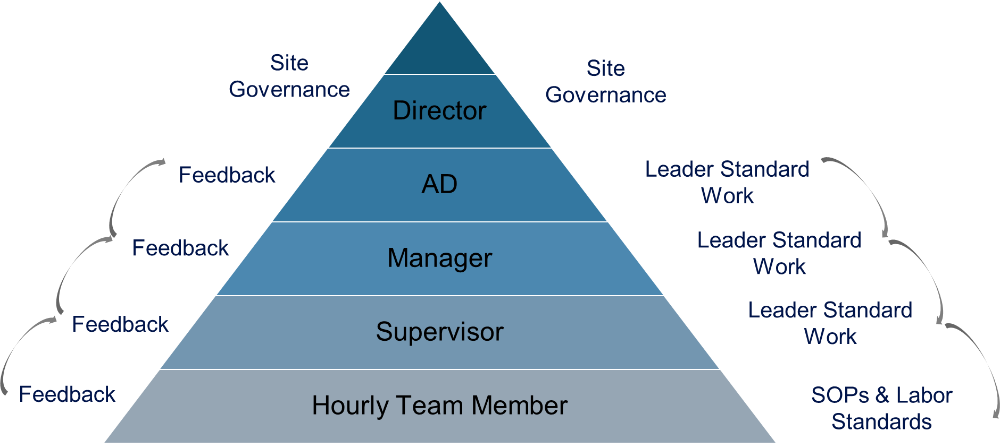 Site
Governance
Site
Governance
Director
Feedback
AD
Leader Standard
Work
Feedback
Manager
Leader Standard
Work
Feedback
Supervisor
Leader Standard
Work
Feedback
Hourly Team Member
SOPs & Labor
Standards